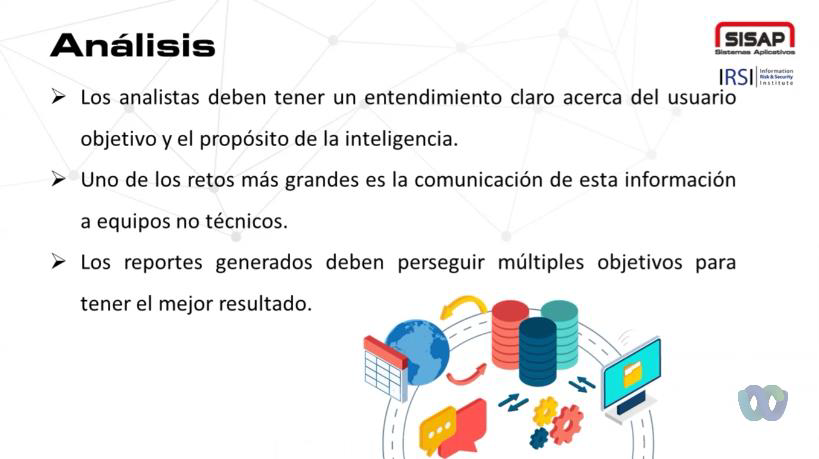 Análisis
SISAP
Sistemas Aplicativos
IRSI Information
Risk & Security
Institute
Los analistas deben tener un entendimiento claro acerca del usuario
objetivo y el propósito de la inteligencia.
Uno de los retos más grandes es la comunicación de esta información
a equipos no técnicos.
Los reportes generados deben perseguir múltiples objetivos para
tener el mejor resultado.